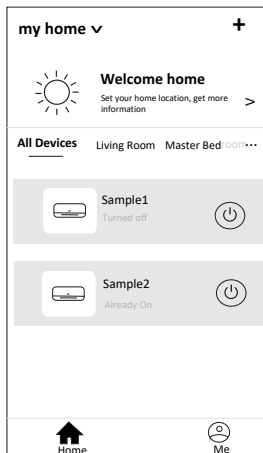 my home
Welcome home
Set your home location, get more
information
All Devices Living Room Master Bedroom ···
Sample1
Turned off
Sample2
Already On
Home Me